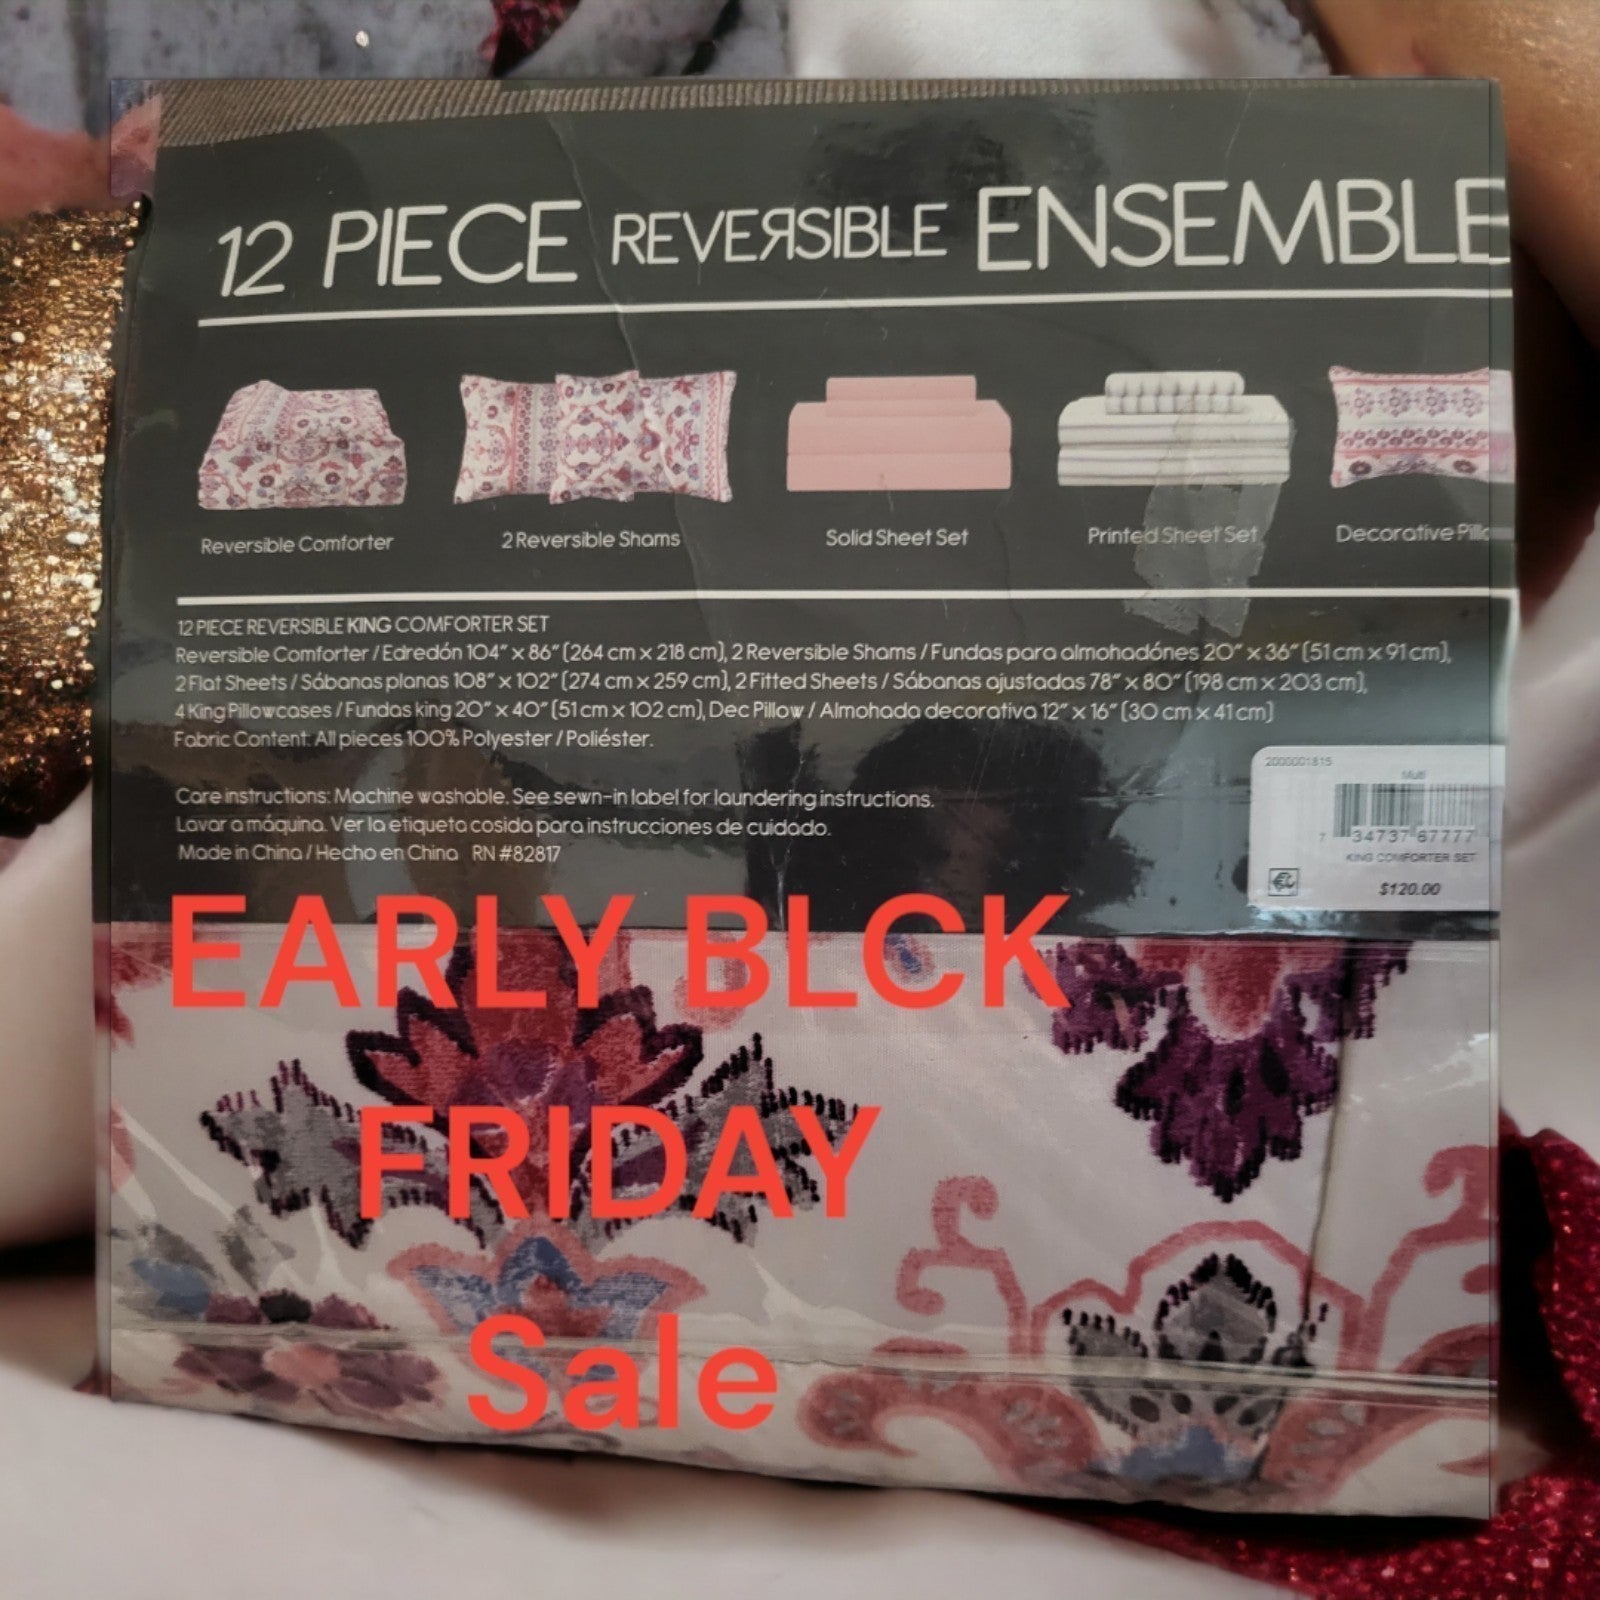 12 PIECE REVERSIBLE ENSEMBLE
Reversible Comforter
2 Reversible Shams
Solid Sheet Set
Printed Sheet Set
Decorative
12 PIECE REVERSIBLE KING COMFORTER SET
Reversible Comforter / Edredón 104" x 86" (264 cm x 218 cm), 2 Reversible Shams / Fundas para almohadónes 20" x 36" (51 cm x 91 cm),
2 Flat Sheets / Sábanas planas 108" x 102" (274 cm x 259 cm), 2 Fitted Sheets / Sábanas ajustadas 78" x 80" (198 cm x 203 cm),
4 King Pillowcases / Fundas king 20" x 40" (51 cm x 102 cm), Dec Pillow / Almohada decorativa 12" x 16" (30 cm x 41 cm)
Fabric Content: All pieces 100% Polyester / Poliéster.
Care instructions: Machine washable. See sewn-in label for laundering instructions.
Lavar a máquina. Ver la etiqueta cosida para instrucciones de cuidado.
Made in China / Hecho en China RN #82817
2000001815
Multi
7 34737 67777
KING COMFORTER SET
$120.00
EARLY BLCK
FRIDAY
Sale